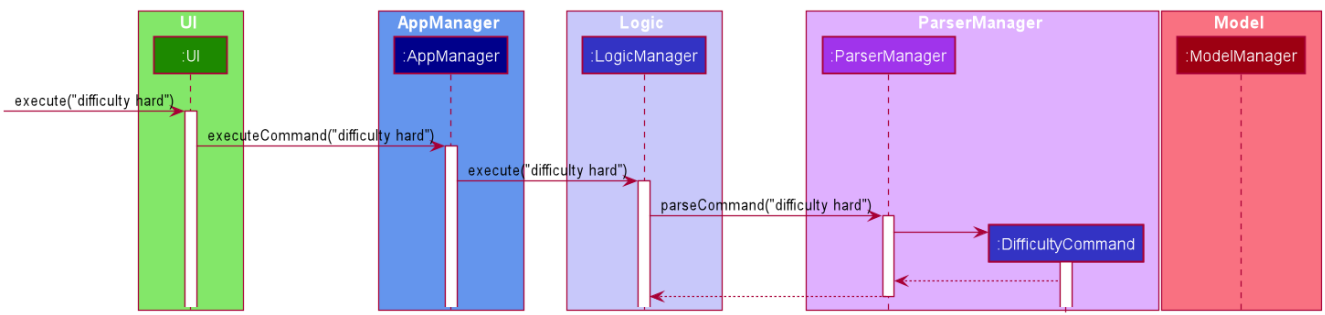 UI
AppManager
Logic
ParserManager
Model
:UI
:AppManager
:LogicManager
:ParserManager
:ModelManager
execute("difficulty hard")
executeCommand("difficulty hard")
execute("difficulty hard")
parseCommand("difficulty hard")
:DifficultyCommand